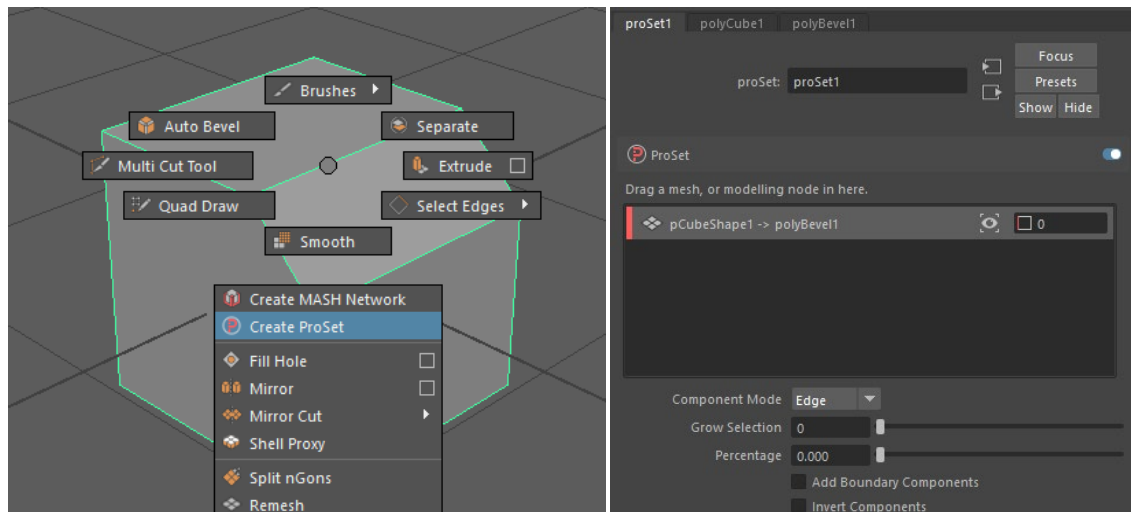 Brushes
Auto Bevel
Separate
Multi Cut Tool
Extrude
Quad Draw
Select Edges
Smooth
Create MASH Network
Create ProSet
Fill Hole
Mirror
Mirror Cut
Shell Proxy
Split nGons
Remesh
proSet1 polyCube1 polyBevel1
Focus
proSet: proSet1
Presets
Show Hide
ProSet
Drag a mesh, or modelling node in here.
pCubeShape1 -> polyBevel1 0
Component Mode Edge
Grow Selection 0
Percentage 0.000
Add Boundary Components
Invert Components